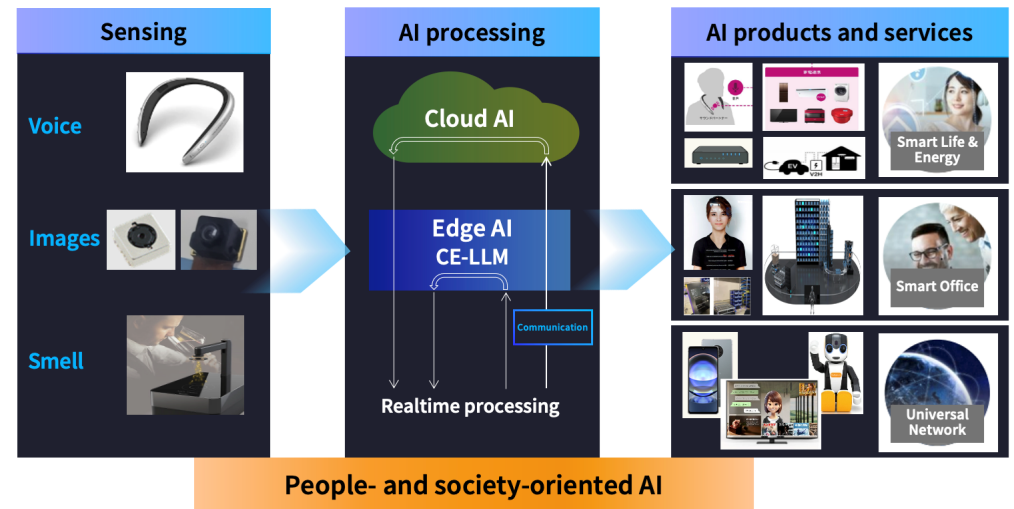 Sensing
AI processing
AI products and services
Voice
Images
Smell
Cloud AI
Edge AI
CE-LLM
Communication
Realtime processing
EV
V2H
Smart Life &
Energy
Smart Office
Universal
Network
People- and society-oriented AI